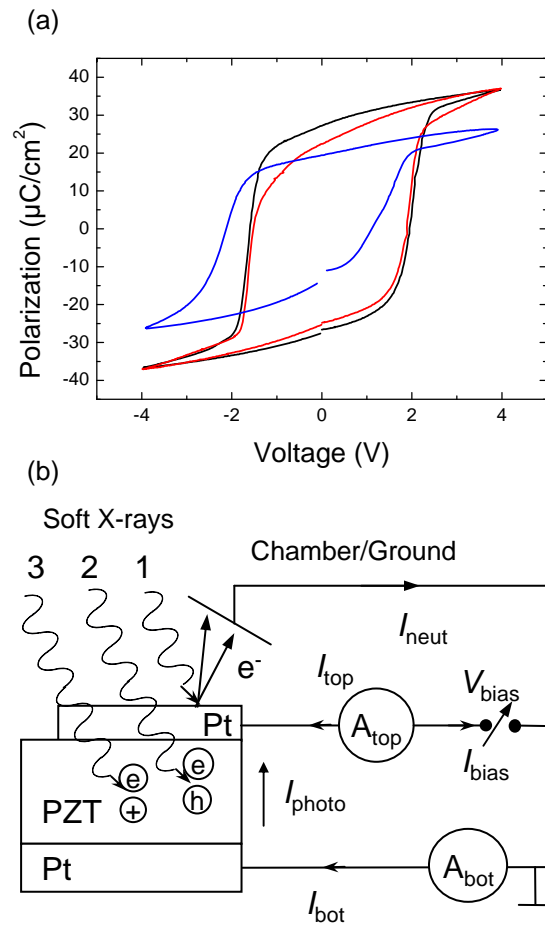 (a)
Polarization (µC/cm²)
40
30
20
10
0
-10
-20
-30
-40
-4 -2 0 2 4
Voltage (V)
(b)
Soft X-rays
3 2 1
Chamber/Ground
I_neut
e⁻
I_top
V_bias
Pt
A_top
I_bias
e e
PZT + h
I_photo
Pt
A_bot
I_bot